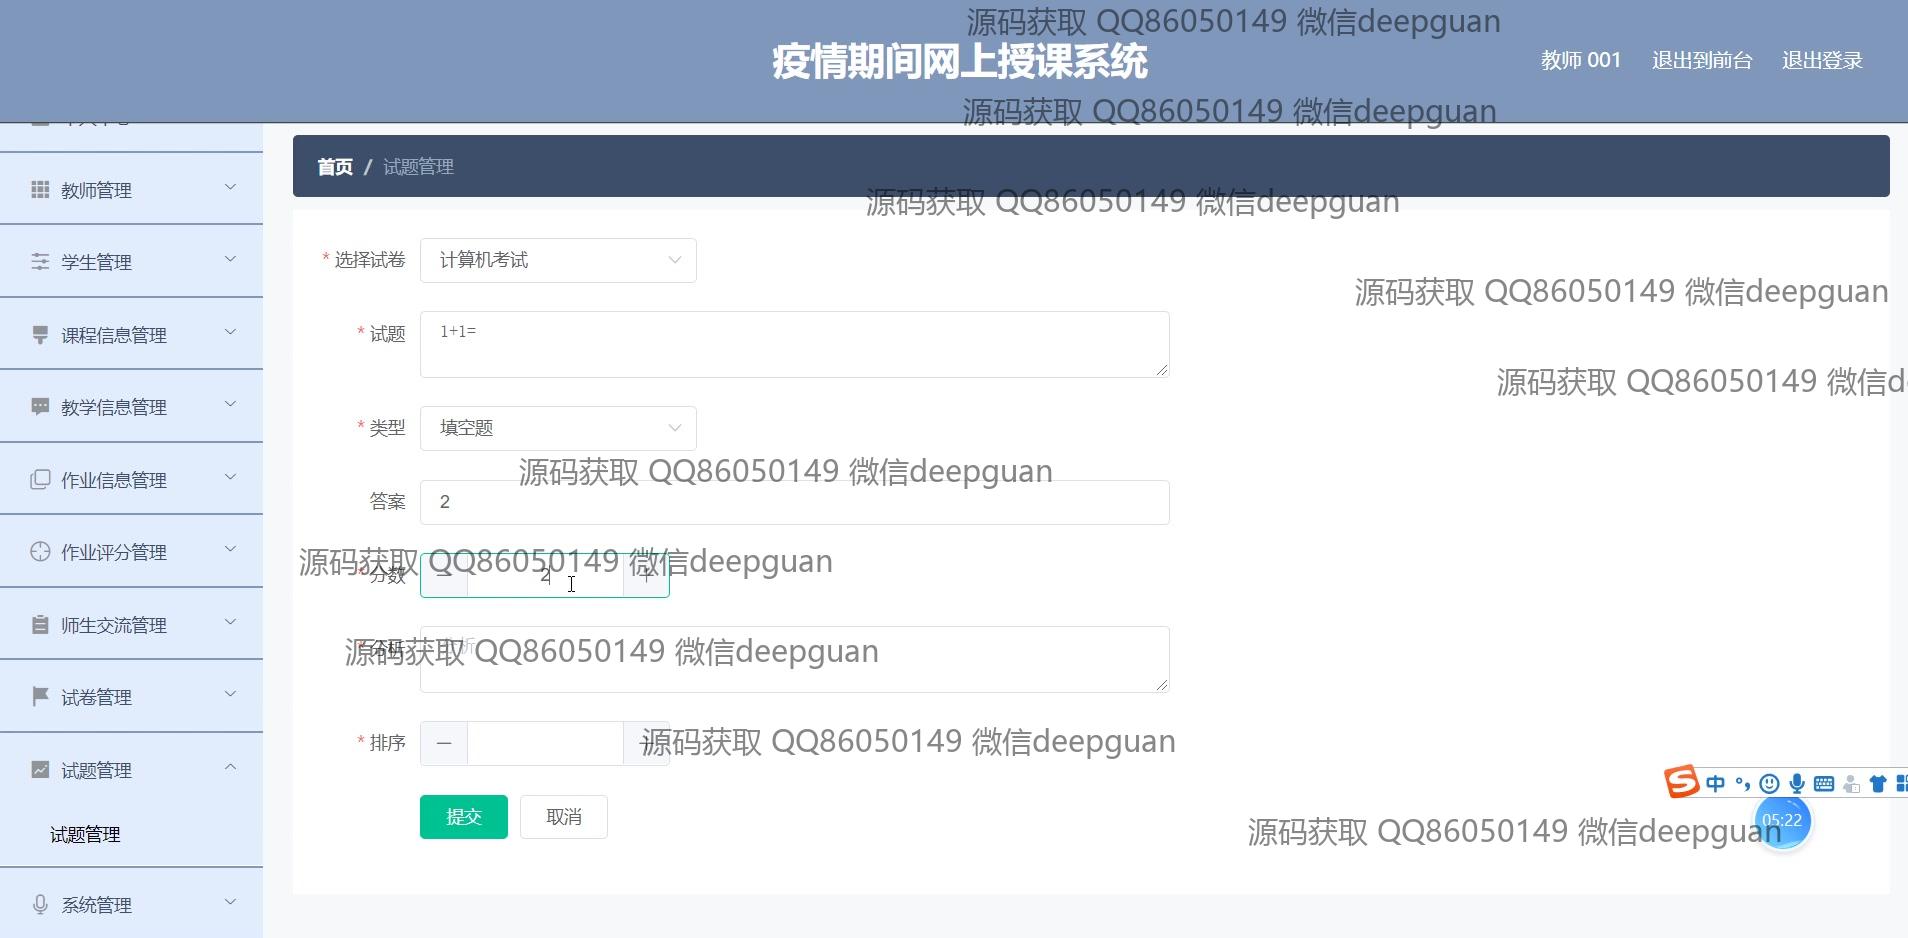 源码获取 QQ86050149 微信deepguan
疫情期间网上授课系统
教师 001 退出到前台 退出登录
源码获取 QQ86050149 微信deepguan
首页 / 试题管理
源码获取 QQ86050149 微信deepguan
教师管理
学生管理
课程信息管理
教学信息管理
作业信息管理
作业评分管理
师生交流管理
试卷管理
试题管理
试题管理
系统管理
* 选择试卷 计算机考试
源码获取 QQ86050149 微信deepguan
* 试题 1+1=
源码获取 QQ86050149 微信d
* 类型 填空题
源码获取 QQ86050149 微信deepguan
答案 2
源码获取 QQ86050149 微信deepguan
* 分数 2
* 分析 分析
源码获取 QQ86050149 微信deepguan
* 排序
源码获取 QQ86050149 微信deepguan
中
提交 取消
05:22
源码获取 QQ86050149 微信deepguan